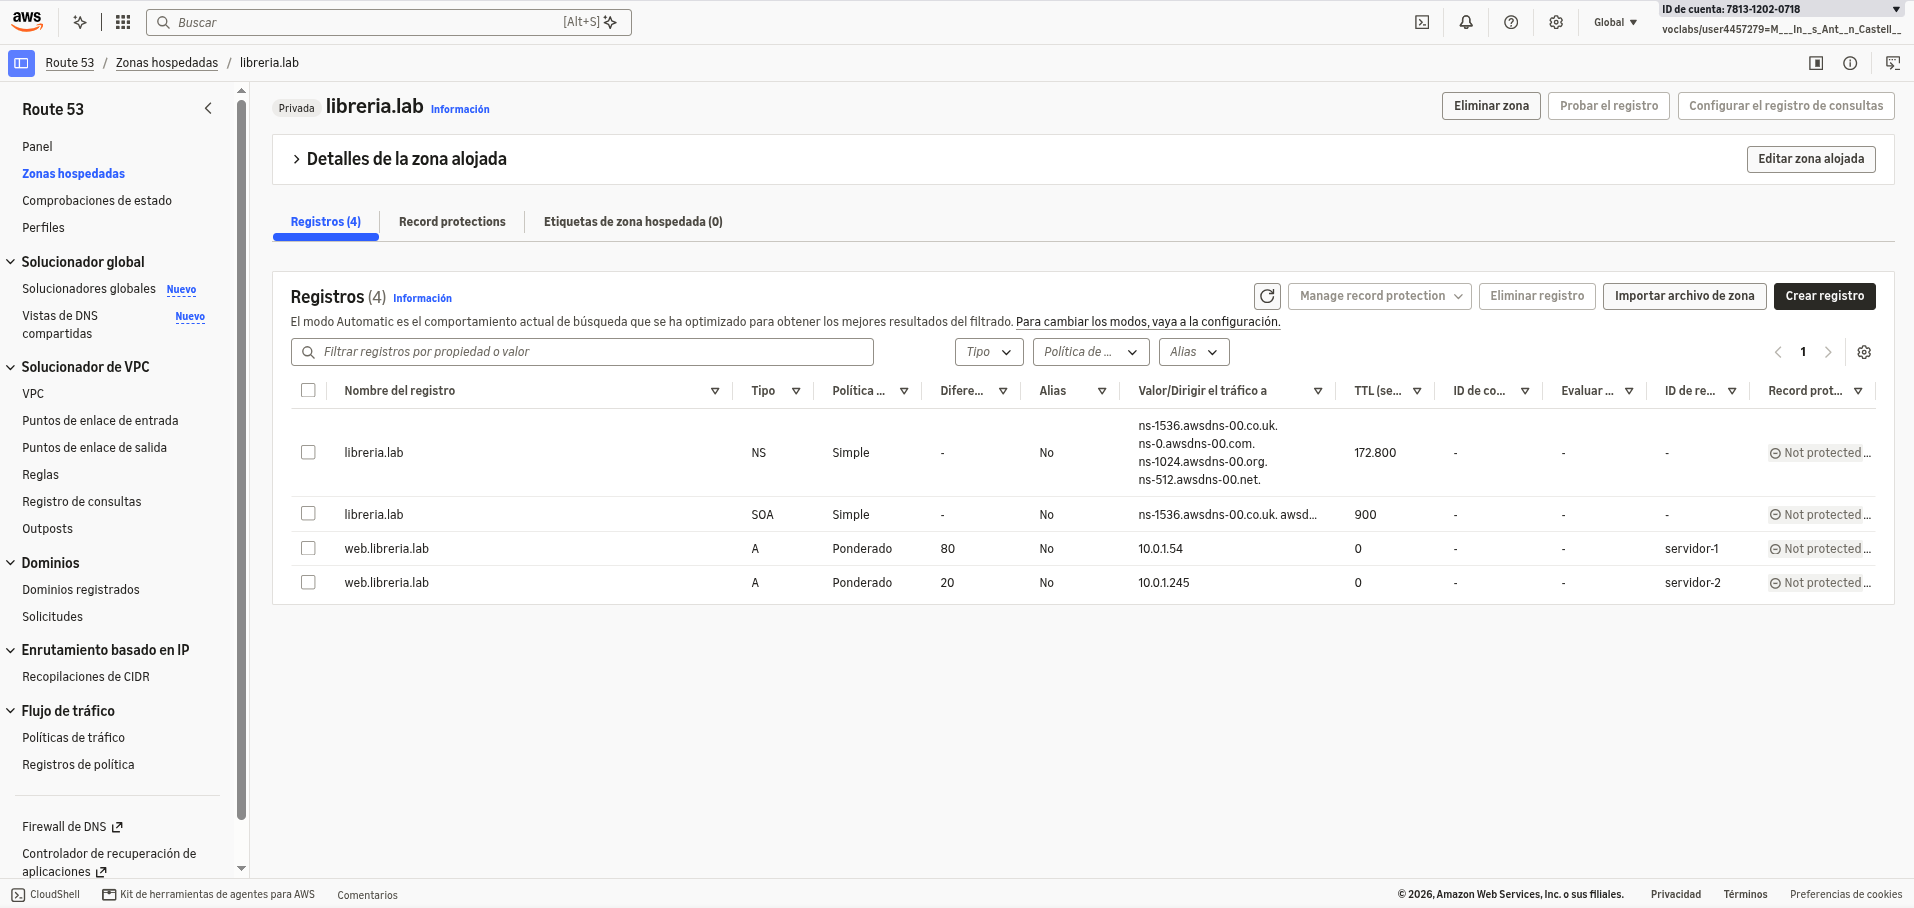 aws
Buscar
[Alt+S]
Global
ID de cuenta: 7813-1202-0718
voclabs/user4457279=M___In__s_Ant__n_Castell__
Route 53 / Zonas hospedadas / libreria.lab
Route 53
Panel
Zonas hospedadas
Comprobaciones de estado
Perfiles
Solucionador global
Solucionadores globales Nuevo
Vistas de DNS compartidas Nuevo
Solucionador de VPC
VPC
Puntos de enlace de entrada
Puntos de enlace de salida
Reglas
Registro de consultas
Outposts
Dominios
Dominios registrados
Solicitudes
Enrutamiento basado en IP
Recopilaciones de CIDR
Flujo de tráfico
Políticas de tráfico
Registros de política
Firewall de DNS
Controlador de recuperación de
aplicaciones
Privada libreria.lab Información
Eliminar zona Probar el registro Configurar el registro de consultas
Detalles de la zona alojada
Editar zona alojada
Registros (4) Record protections Etiquetas de zona hospedada (0)
Registros (4) Información
Manage record protection Eliminar registro Importar archivo de zona Crear registro
El modo Automatic es el comportamiento actual de búsqueda que se ha optimizado para obtener los mejores resultados del filtrado. Para cambiar los modos, vaya a la configuración.
Filtrar registros por propiedad o valor
Tipo Política de ... Alias
1
Nombre del registro Tipo Política ... Difere... Alias Valor/Dirigir el tráfico a TTL (se... ID de co... Evaluar ... ID de re... Record prot...
libreria.lab NS Simple - No ns-1536.awsdns-00.co.uk.
ns-0.awsdns-00.com.
ns-1024.awsdns-00.org.
ns-512.awsdns-00.net.
172.800 - - - Not protected...
libreria.lab SOA Simple - No ns-1536.awsdns-00.co.uk. awsd... 900 - - - Not protected...
web.libreria.lab A Ponderado 80 No 10.0.1.54 0 - - servidor-1 Not protected...
web.libreria.lab A Ponderado 20 No 10.0.1.245 0 - - servidor-2 Not protected...
CloudShell Kit de herramientas de agentes para AWS Comentarios
© 2026, Amazon Web Services, Inc. o sus filiales. Privacidad Términos Preferencias de cookies